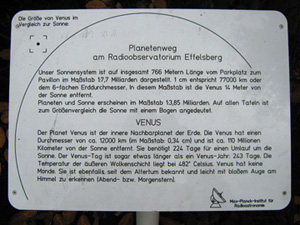 Die Größe von Venus im
Vergleich zur Sonne
Planetenweg
am Radioobservatorium Effelsberg
Unser Sonnensystem ist auf insgesamt 766 Metern Länge vom Parkplatz zum
Pavillon im Maßstab 1:7,7 Milliarden dargestellt. 1 cm entspricht 77000 km oder
dem 6-fachen Erddurchmesser. In diesem Maßstab ist die Venus 14 Meter von
der Sonne entfernt.
Planeten und Sonne erscheinen im Maßstab 1:3,85 Milliarden. Auf allen Tafeln ist
zum Größenvergleich die Sonne mit einem Bogen angedeutet.
VENUS
Der Planet Venus ist der innere Nachbarplanet der Erde. Die Venus hat einen
Durchmesser von ca. 12000 km (im Maßstab 0,34 cm) und ist ca. 110 Millionen
Kilometer von der Sonne entfernt. Sie benötigt 224 Tage für einen Umlauf um die
Sonne. Der Venus-Tag ist sogar etwas länger als ein Venus-Jahr: 243 Tage. Die
Temperatur der äußeren Wolkenschicht liegt bei 482° Celsius. Venus hat keine
Monde. Sie ist ebenfalls seit dem Altertum bekannt und leicht mit bloßem Auge am
Himmel zu erkennen (Abend- bzw. Morgenstern).
Max-Planck-Institut für
Radioastronomie